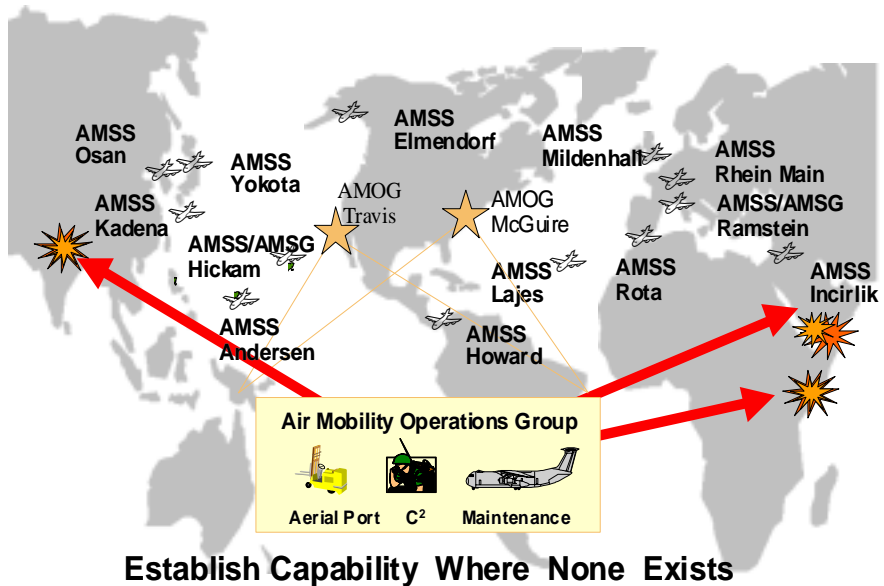 AMSS
Elmendorf
AMSS
Osan
AMSS
Mildenhall
AMSS
Rhein Main
AMSS
Yokota
AMOG
Travis
AMOG
McGuire
AMSS
Kadena
AMSS/AMSG
Ramstein
AMSS/AMSG
Hickam
AMSS
Lajes
AMSS
Rota
AMSS
Incirlik
AMSS
Andersen
AMSS
Howard
Air Mobility Operations Group
Aerial Port C² Maintenance
Establish Capability Where None Exists